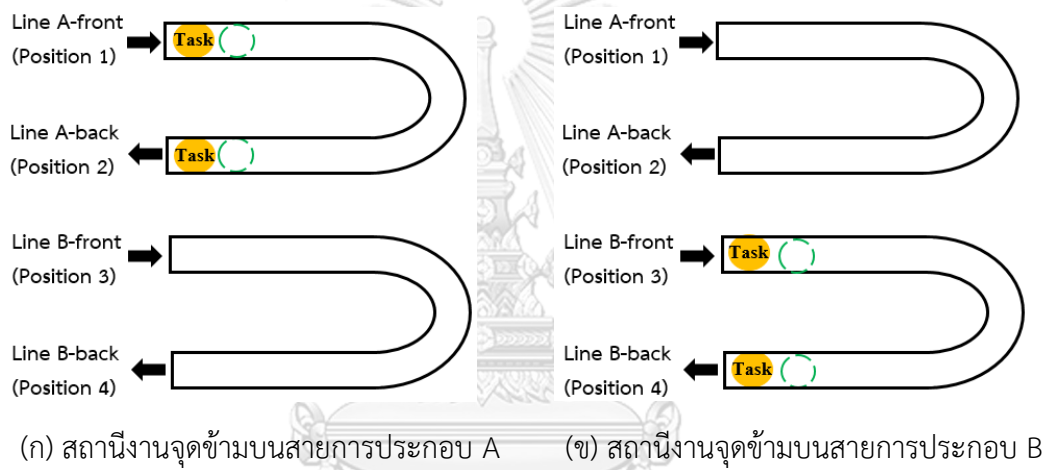 Line A-front
(Position 1)
Task
Line A-back
(Position 2)
Task
Line B-front
(Position 3)
Line B-back
(Position 4)
(ก) สถานีงานจุดข้ามบนสายการประกอบ A
Line A-front
(Position 1)
Line A-back
(Position 2)
Line B-front
(Position 3)
Task
Line B-back
(Position 4)
Task
(ข) สถานีงานจุดข้ามบนสายการประกอบ B